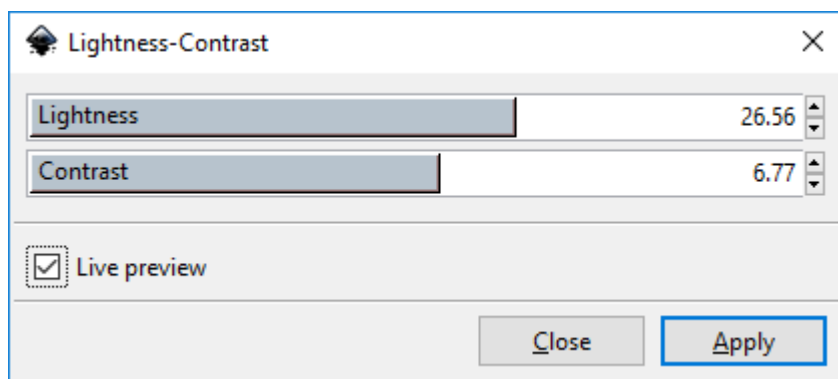 Lightness-Contrast
Lightness 26.56
Contrast 6.77
Live preview
Close Apply